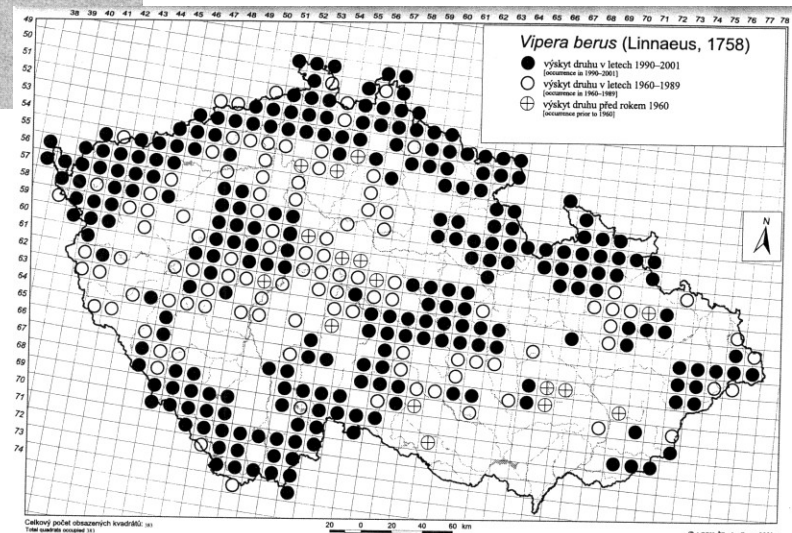 38 39 40 41 42 43 44 45 46 47 48 49 50 51 52 53 54 55 56 57 58 59 60 61 62 63 64 65 66 67 68 69 70 71 72 73 74 75 76 77 78
49
50
51
52
53
54
55
56
57
58
59
60
61
62
63
64
65
66
67
68
69
70
71
72
73
74
Vipera berus (Linnaeus, 1758)
výskyt druhu v letech 1990–2001
[occurrence in 1990–2001]
výskyt druhu v letech 1960–1989
[occurrence in 1960–1989]
výskyt druhu před rokem 1960
[occurrence prior to 1960]
N
Celkový počet obsazených kvadrátů: 383
Total quadrats occupied 383
20 0 20 40 60 km